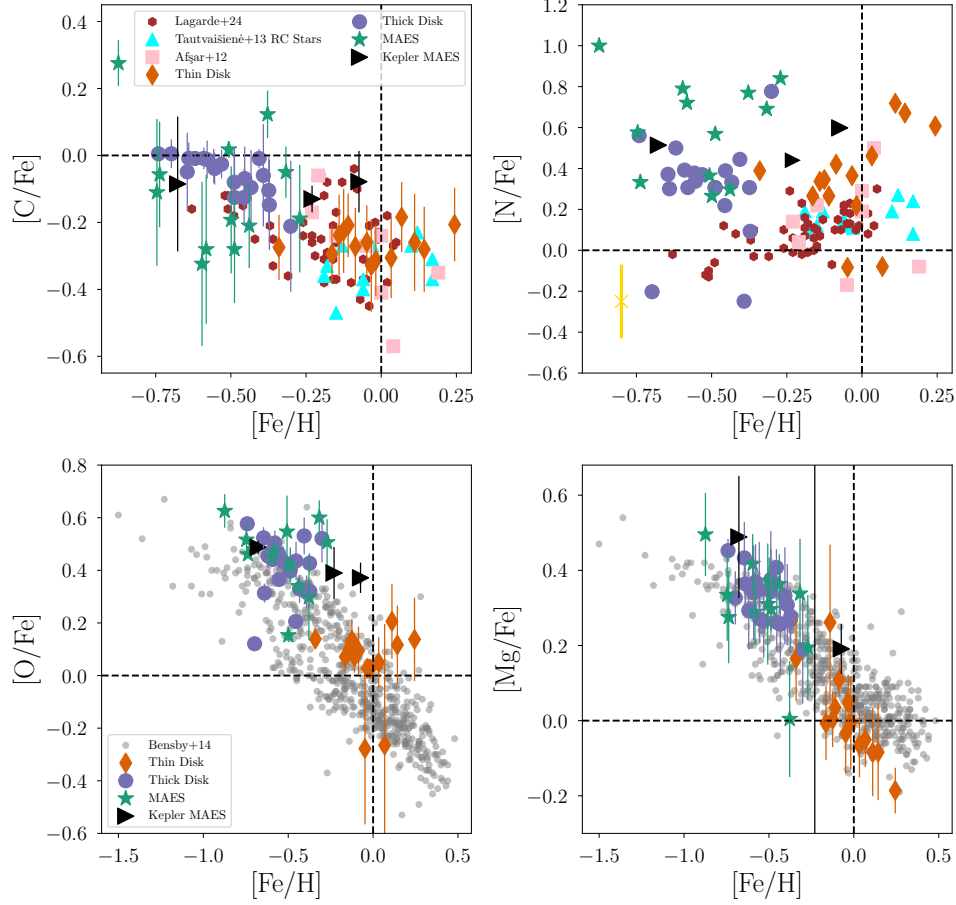 0.4
0.2
0.0
−0.2
−0.4
−0.6
[C/Fe]
Lagarde+24
Tautvaišienė+13 RC Stars
Afşar+12
Thin Disk
Thick Disk
MAES
Kepler MAES
−0.75 −0.50 −0.25 0.00 0.25
[Fe/H]
1.2
1.0
0.8
0.6
0.4
0.2
0.0
−0.2
−0.4
0.6
[N/Fe]
−0.75 −0.50 −0.25 0.00 0.25
[Fe/H]
0.8
0.6
0.4
0.2
0.0
−0.2
−0.4
−0.6
[O/Fe]
Bensby+14
Thin Disk
Thick Disk
MAES
Kepler MAES
−1.5 −1.0 −0.5 0.0 0.5
[Fe/H]
0.6
0.4
0.2
0.0
−0.2
[Mg/Fe]
−1.5 −1.0 −0.5 0.0 0.5
[Fe/H]